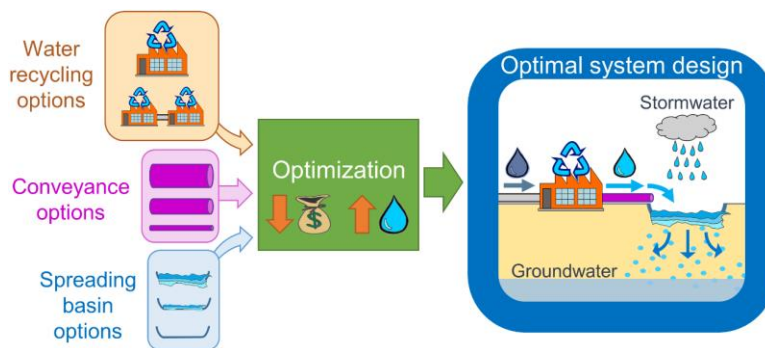 Water
recycling
options
Conveyance
options
Spreading
basin
options
Optimization
$
Optimal system design
Stormwater
Groundwater